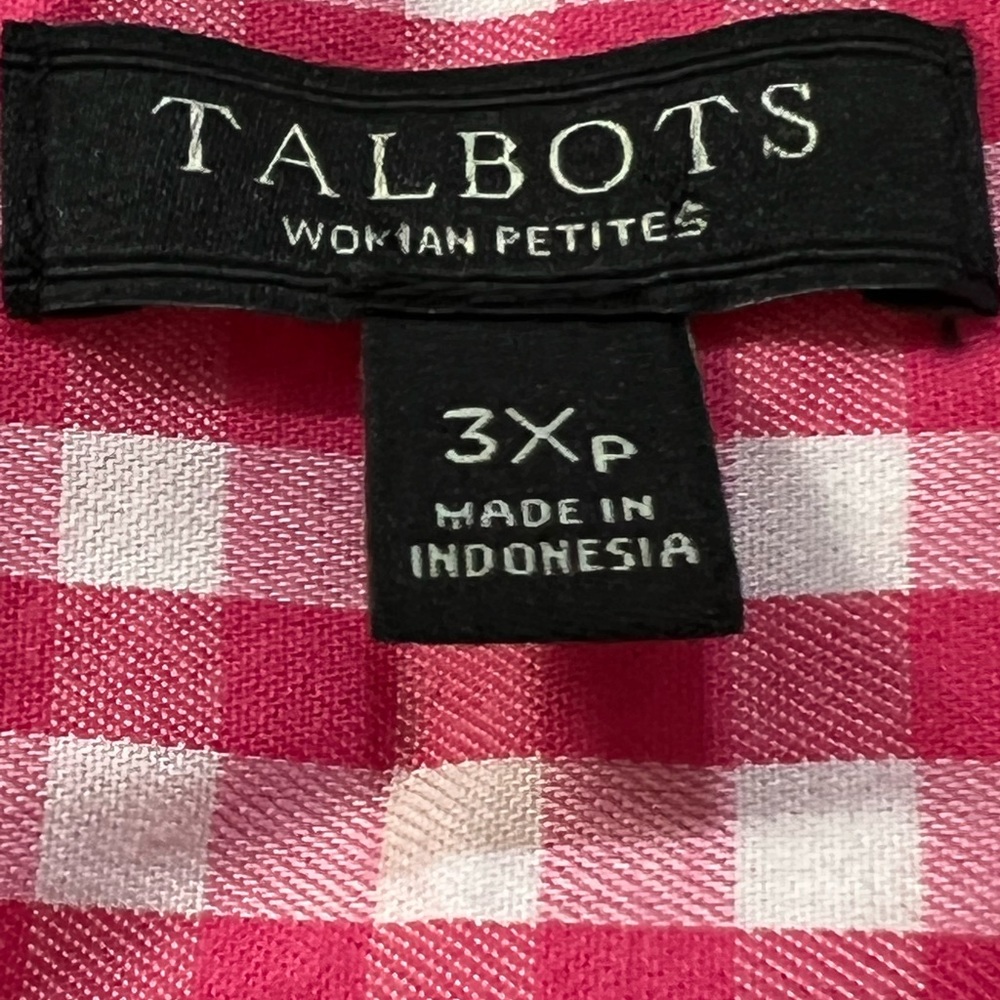 TALBOTS
WOMAN PETITES
3XP
MADE IN
INDONESIA